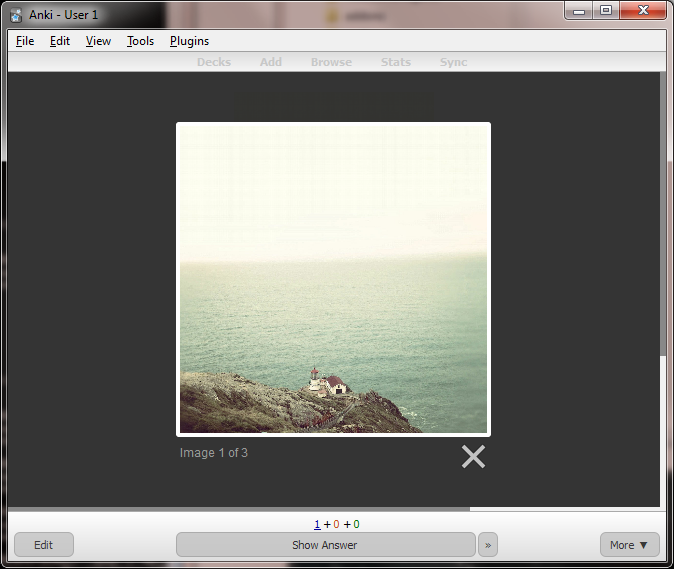 Anki - User 1
File Edit View Tools Plugins
Decks Add Browse Stats Sync
Image 1 of 3
1 + 0 + 0
Edit Show Answer » More ▼